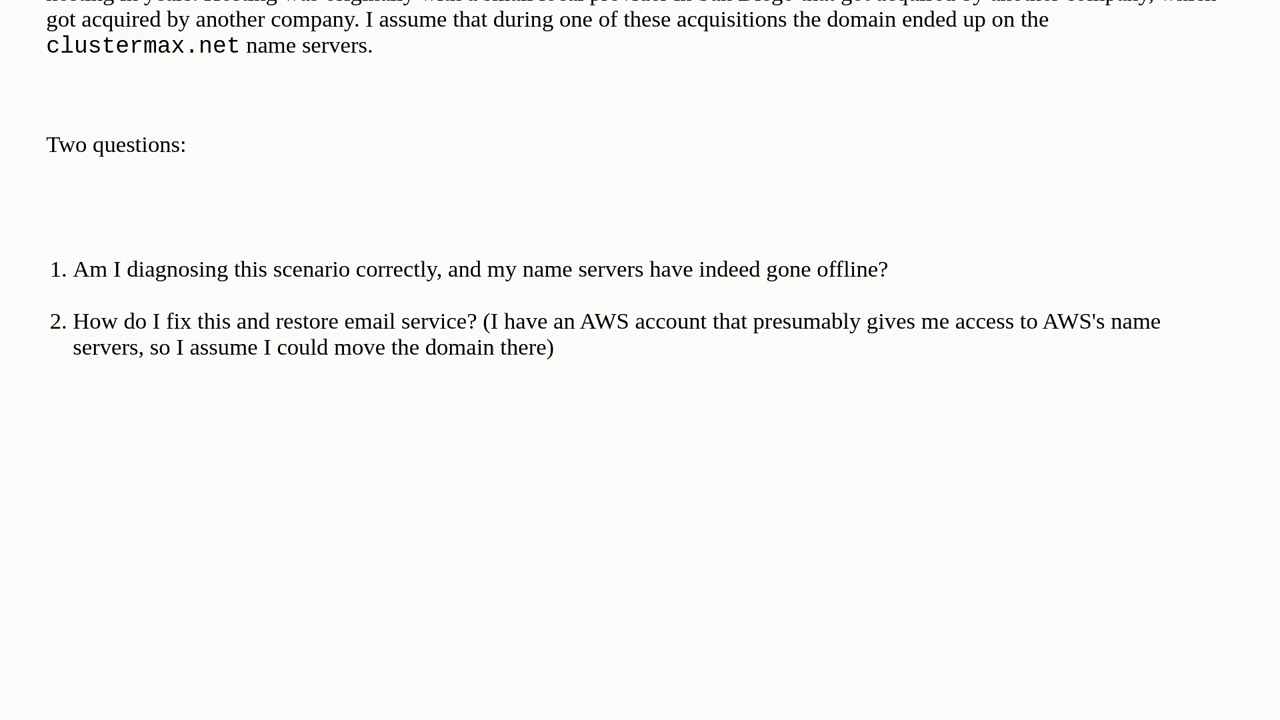 got acquired by another company. I assume that during one of these acquisitions the domain ended up on the
clustermax.net name servers.
Two questions:
1. Am I diagnosing this scenario correctly, and my name servers have indeed gone offline?
2. How do I fix this and restore email service? (I have an AWS account that presumably gives me access to AWS's name
servers, so I assume I could move the domain there)